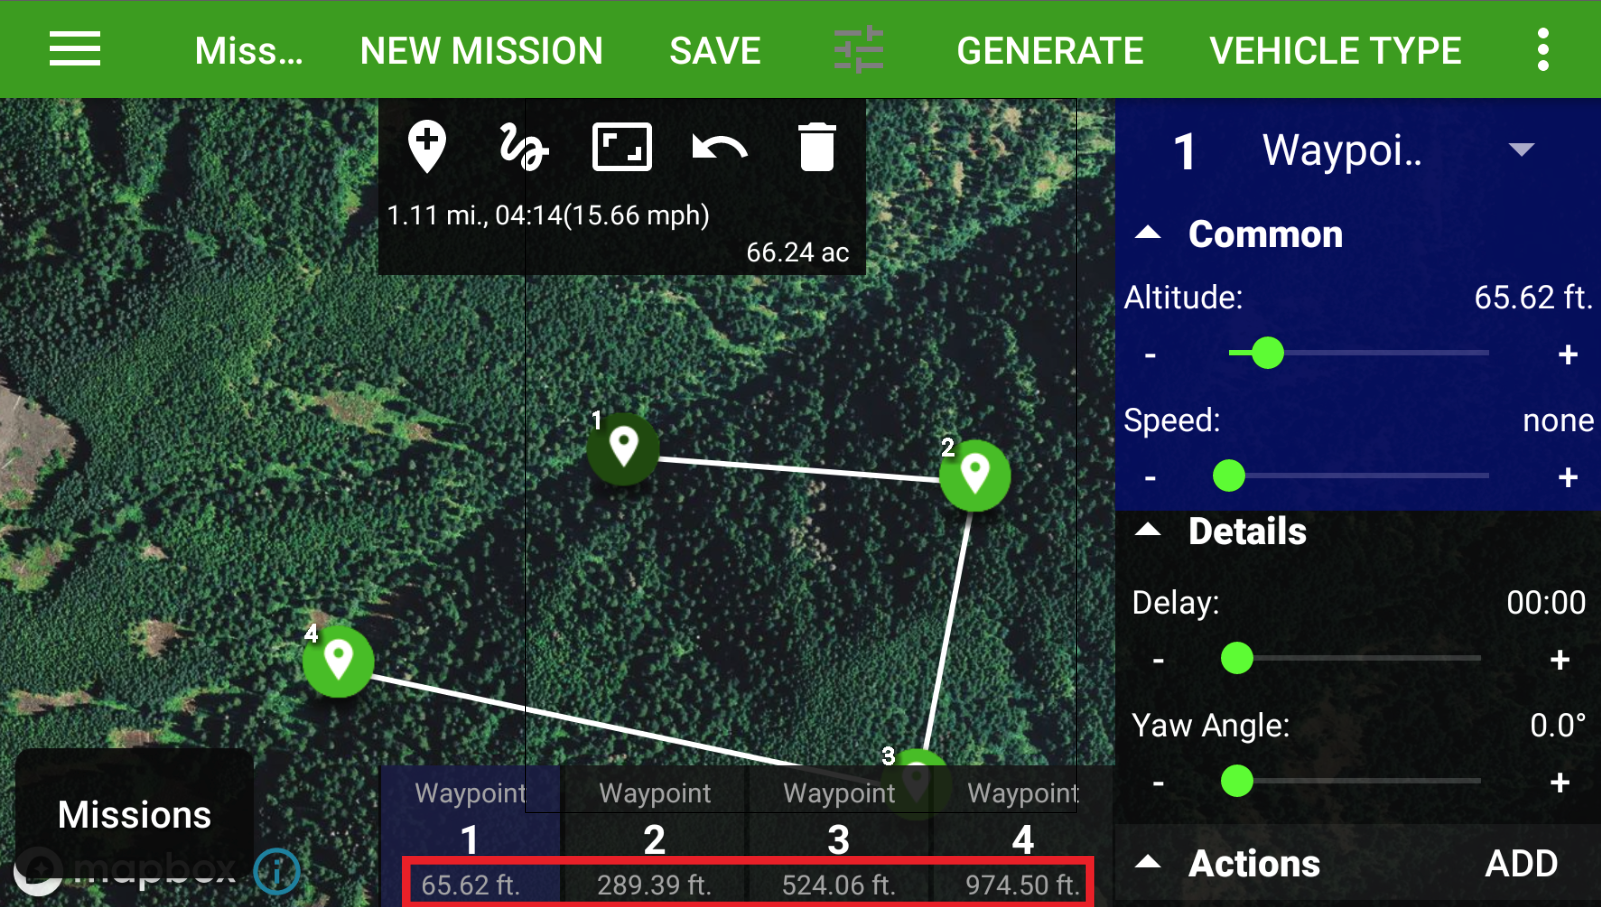 Miss... NEW MISSION SAVE GENERATE VEHICLE TYPE
1.11 mi., 04:14(15.66 mph)
66.24 ac
1 Waypoi..
Common
Altitude: 65.62 ft.
- +
Speed: none
- +
Details
Delay: 00:00
- +
Yaw Angle: 0.0°
- +
Actions ADD
1
2
3
4
Missions
mapbox
Waypoint Waypoint Waypoint Waypoint
1 2 3 4
65.62 ft. 289.39 ft. 524.06 ft. 974.50 ft.